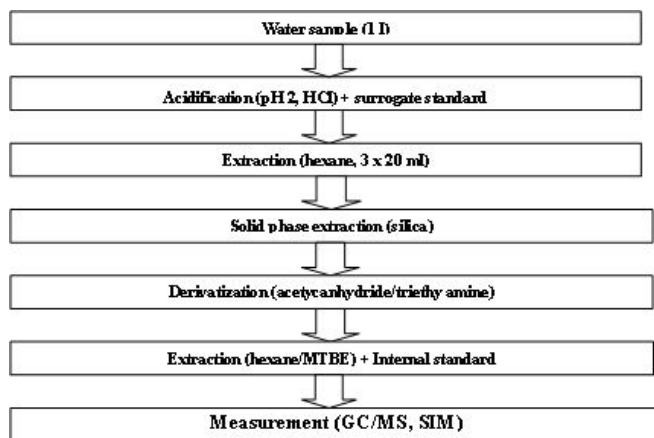 Water sample (1 l)
Acidification (pH 2, HCl) + surrogate standard
Extraction (hexane, 3 x 20 ml)
Solid phase extraction (silica)
Derivatization (acetycanhydride/triethy amine)
Extraction (hexane/MTBE) + Internal standard
Measurement (GC/MS, SIM)